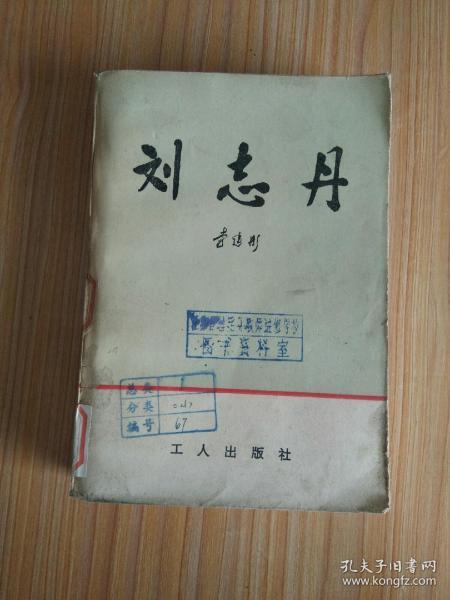 刘志丹
李建彤
图书资料室
总类 1
分类
编号 67
工人出版社
孔夫子旧书网
www.kongfz.com